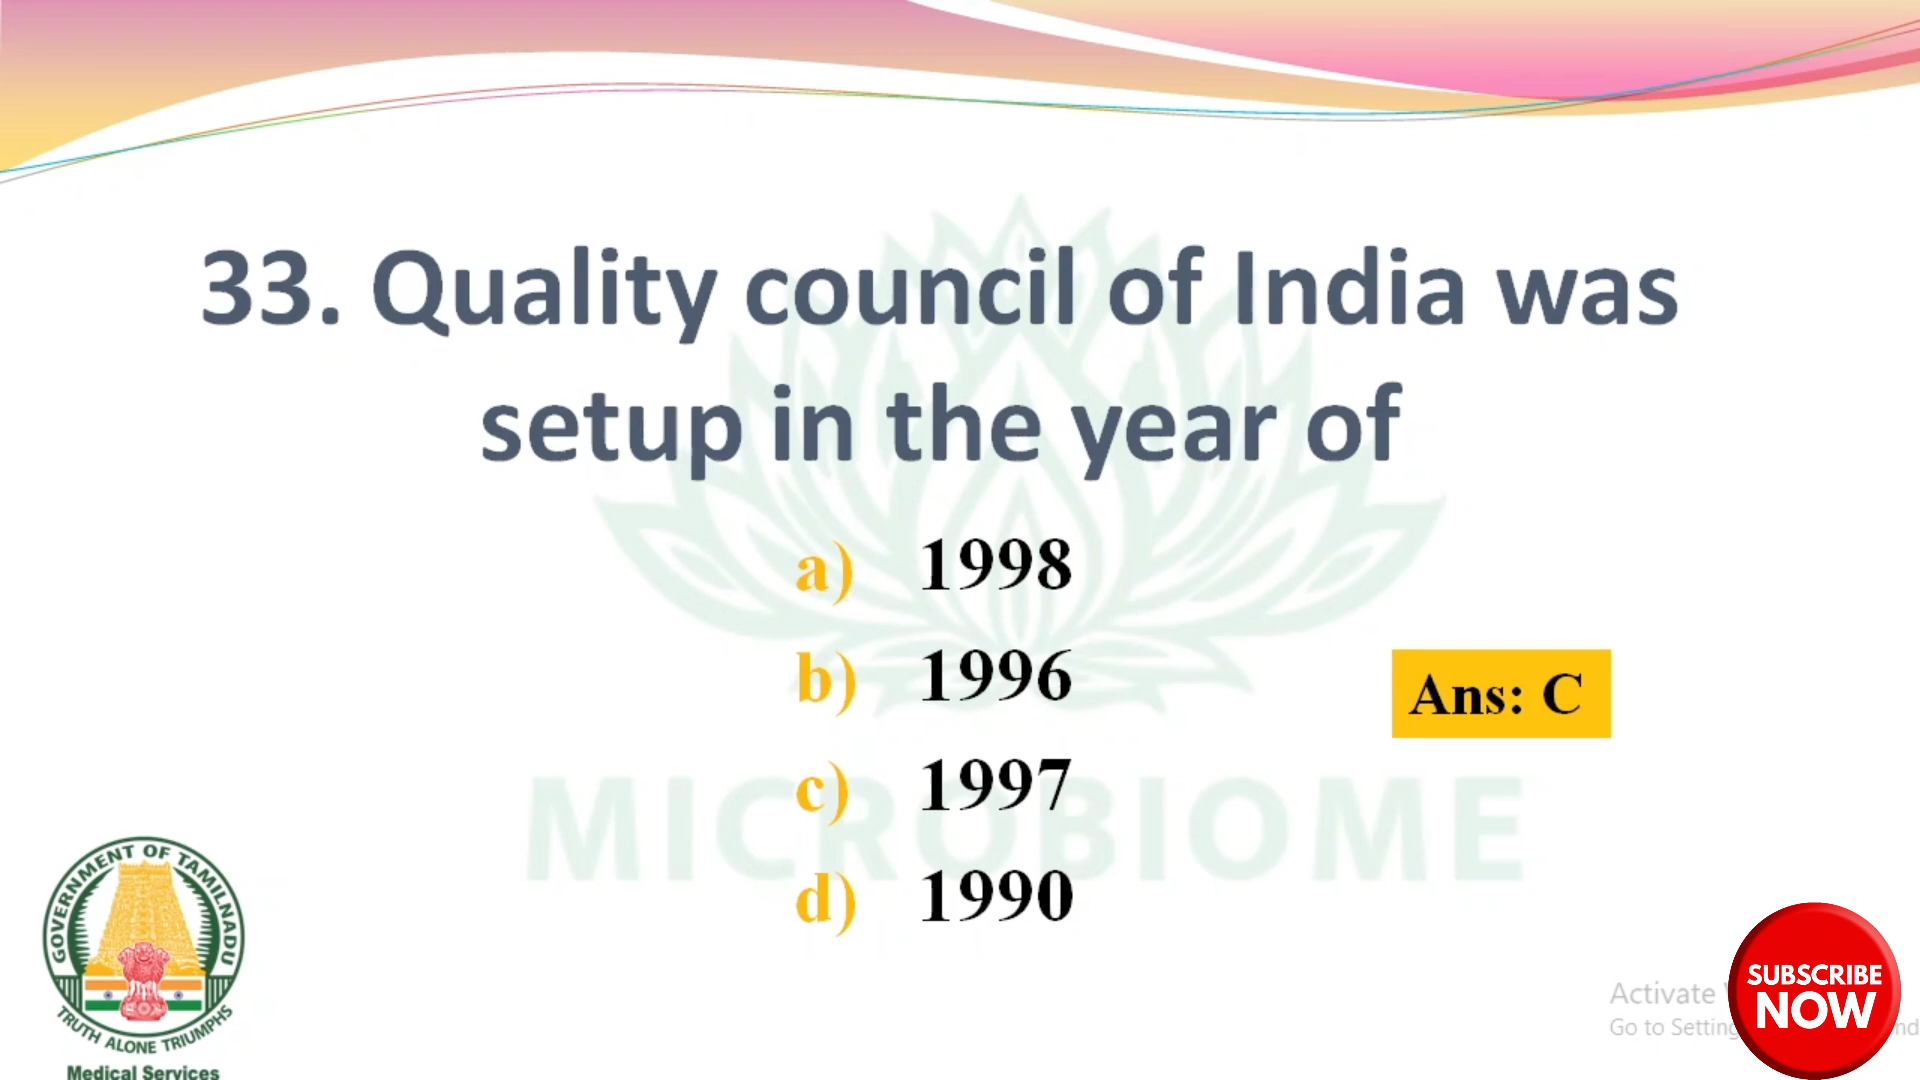 33. Quality council of India was
setup in the year of
a) 1998
b) 1996
c) 1997
d) 1990
Ans: C
MICROBIOME
GOVERNMENT OF TAMILNADU
TRUTH ALONE TRIUMPHS
Medical Services
Activate
Go to
SUBSCRIBE
NOW